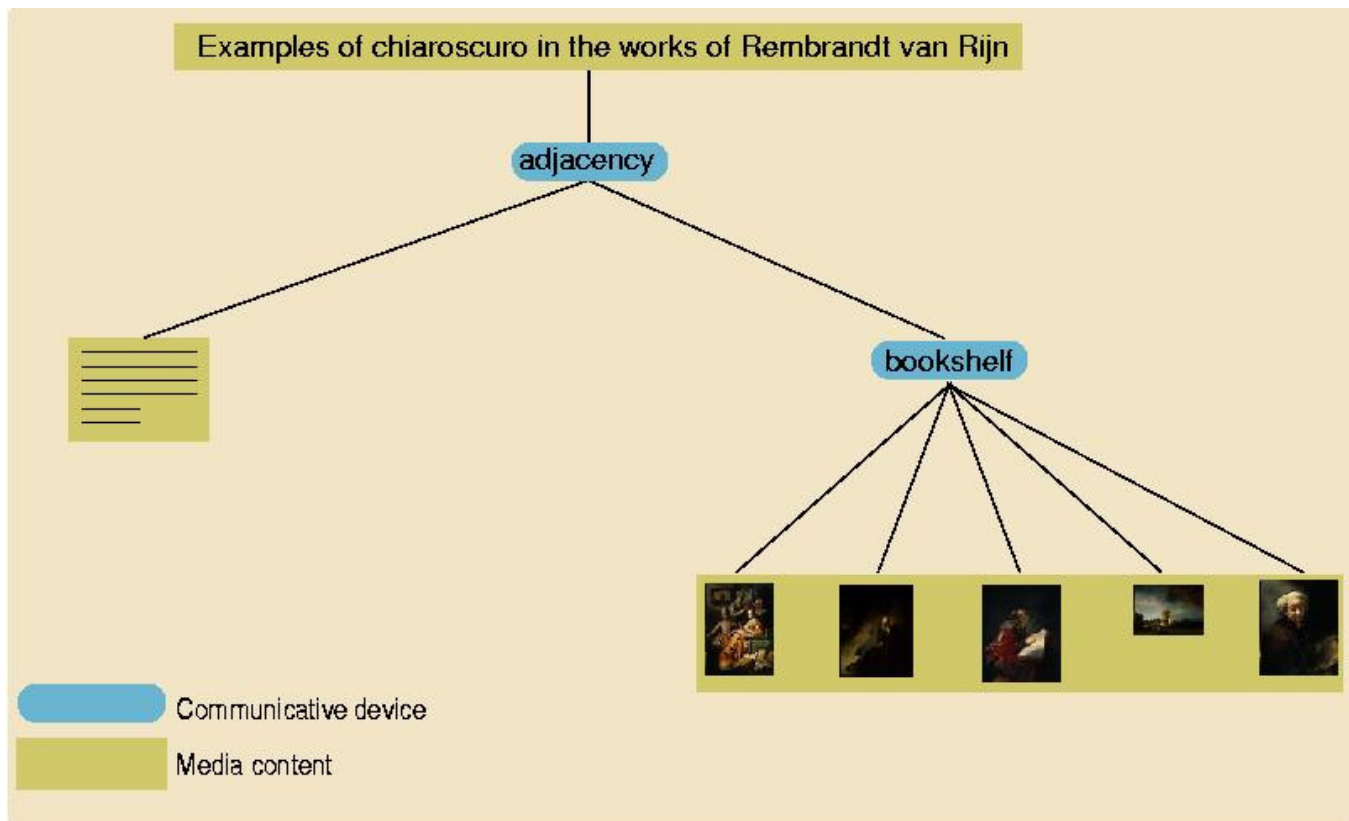 Examples of chiaroscuro in the works of Rembrandt van Rijn
adjacency
bookshelf
Communicative device
Media content